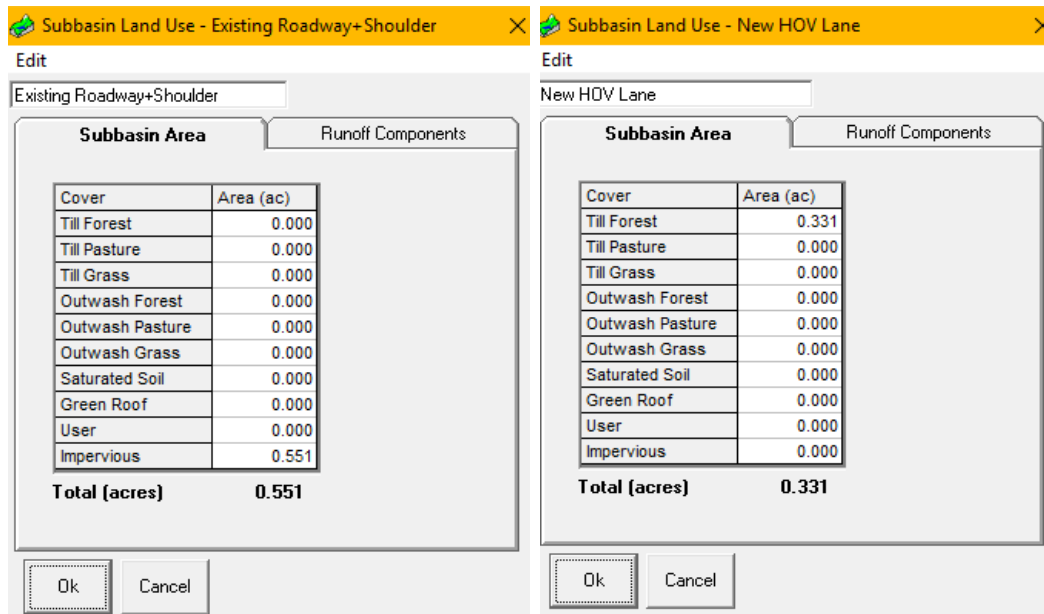 Subbasin Land Use - Existing Roadway+Shoulder
Edit
Existing Roadway+Shoulder
Subbasin Area Runoff Components
Cover Area (ac)
Till Forest 0.000
Till Pasture 0.000
Till Grass 0.000
Outwash Forest 0.000
Outwash Pasture 0.000
Outwash Grass 0.000
Saturated Soil 0.000
Green Roof 0.000
User 0.000
Impervious 0.551
Total (acres) 0.551
Ok Cancel
Subbasin Land Use - New HOV Lane
Edit
New HOV Lane
Subbasin Area Runoff Components
Cover Area (ac)
Till Forest 0.331
Till Pasture 0.000
Till Grass 0.000
Outwash Forest 0.000
Outwash Pasture 0.000
Outwash Grass 0.000
Saturated Soil 0.000
Green Roof 0.000
User 0.000
Impervious 0.000
Total (acres) 0.331
Ok Cancel